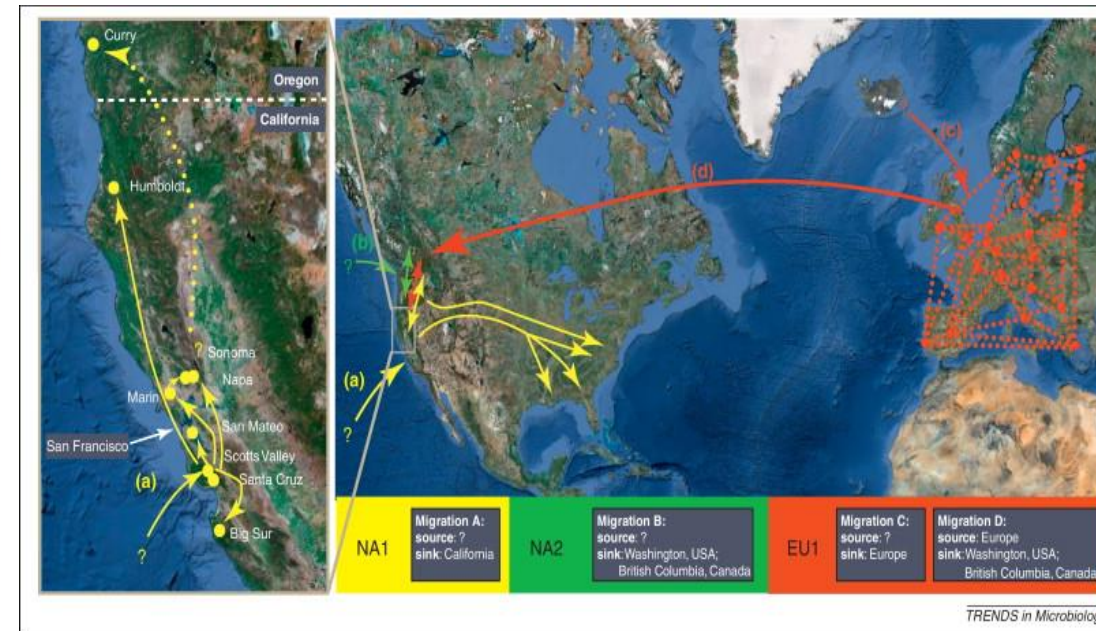 Curry
Oregon
California
Humboldt
? Sonoma
Napa
Marin
San Mateo
San Francisco
Scotts Valley
Santa Cruz
(a)
Big Sur
?
(c)
(d)
(b)
?
(a)
?
NA1
Migration A:
source: ?
sink: California
NA2
Migration B:
source: ?
sink: Washington, USA;
British Columbia, Canada
EU1
Migration C:
source: ?
sink: Europe
Migration D:
source: Europe
sink: Washington, USA;
British Columbia, Canada
TRENDS in Microbiolog